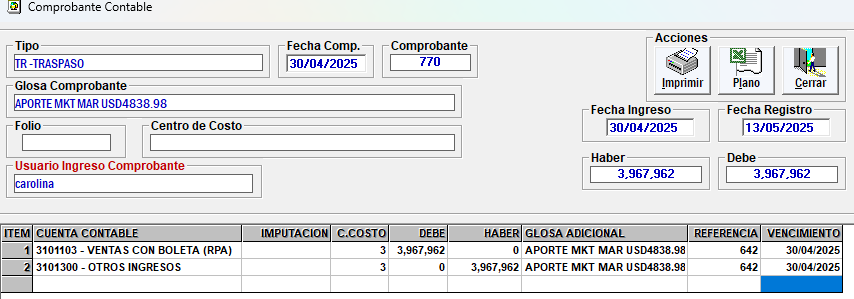 Comprobante Contable
Tipo
TR -TRASPASO
Fecha Comp.
30/04/2025
Comprobante
770
Acciones
Imprimir
Plano
Cerrar
Glosa Comprobante
APORTE MKT MAR USD4838.98
Folio
Centro de Costo
Fecha Ingreso
30/04/2025
Fecha Registro
13/05/2025
Usuario Ingreso Comprobante
carolina
Haber
3,967,962
Debe
3,967,962
ITEM CUENTA CONTABLE IMPUTACION C.COSTO DEBE HABER GLOSA ADICIONAL REFERENCIA VENCIMIENTO
1 3101103 - VENTAS CON BOLETA (RPA) 3 3,967,962 0 APORTE MKT MAR USD4838.98 642 30/04/2025
2 3101300 - OTROS INGRESOS 3 0 3,967,962 APORTE MKT MAR USD4838.98 642 30/04/2025